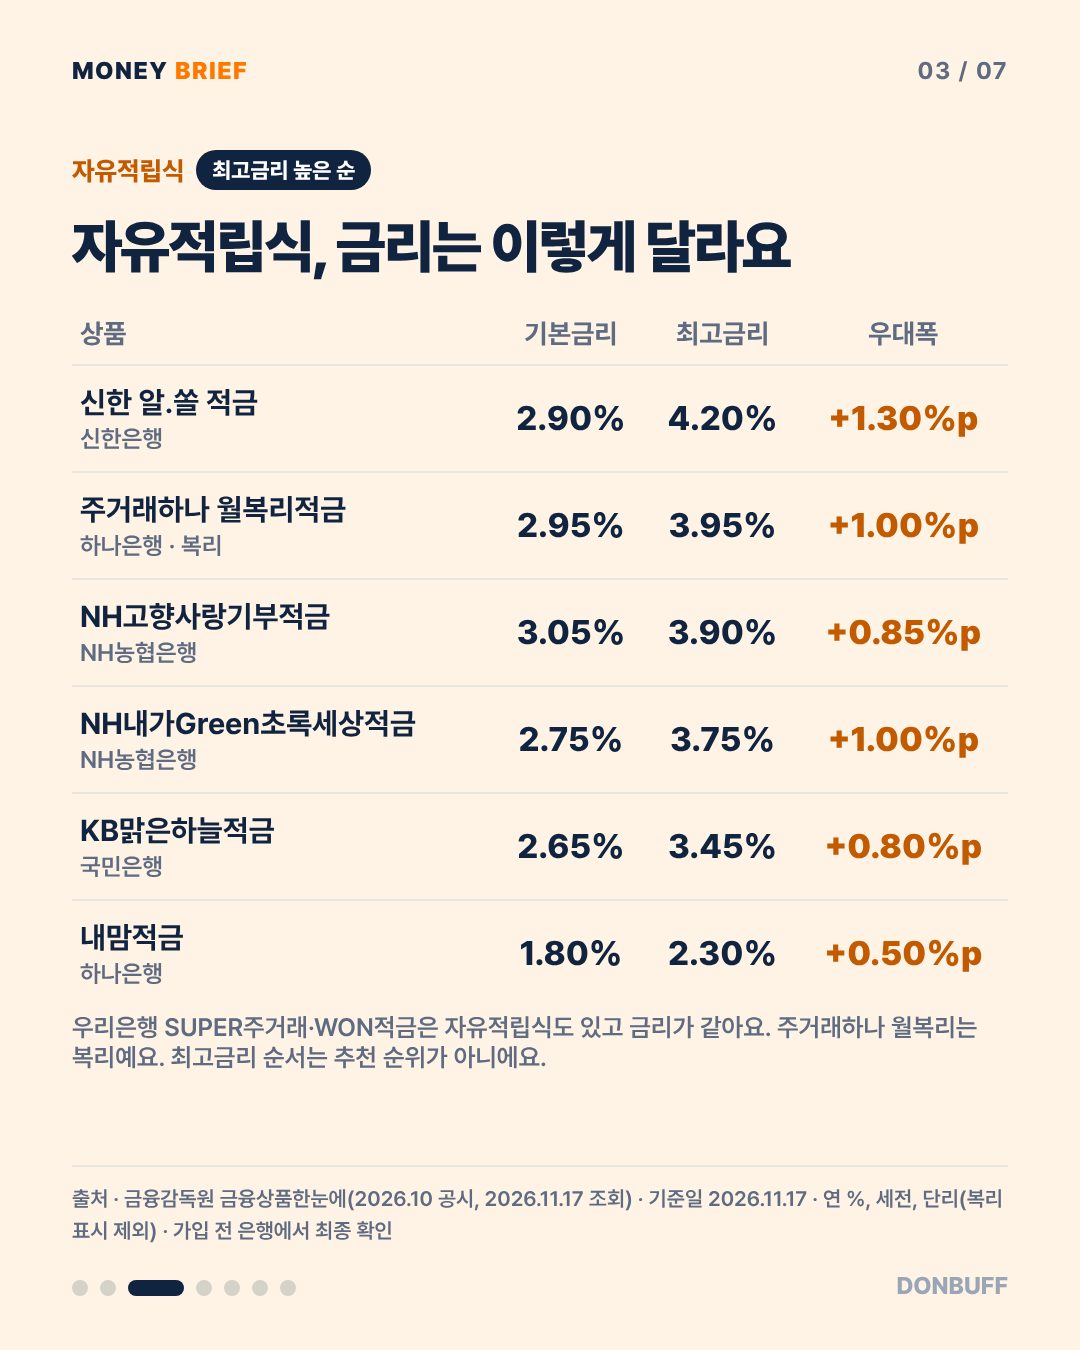 MONEY BRIEF
03 / 07
자유적립식 최고금리 높은 순
자유적립식, 금리는 이렇게 달라요
상품 기본금리 최고금리 우대폭
신한 알.쏠 적금
신한은행
2.90% 4.20% +1.30%p
주거래하나 월복리적금
하나은행 · 복리
2.95% 3.95% +1.00%p
NH고향사랑기부적금
NH농협은행
3.05% 3.90% +0.85%p
NH내가Green초록세상적금
NH농협은행
2.75% 3.75% +1.00%p
KB맑은하늘적금
국민은행
2.65% 3.45% +0.80%p
내맘적금
하나은행
1.80% 2.30% +0.50%p
우리은행 SUPER주거래·WON적금은 자유적립식도 있고 금리가 같아요. 주거래하나 월복리는
복리예요. 최고금리 순서는 추천 순위가 아니에요.
출처 · 금융감독원 금융상품한눈에(2026.10 공시, 2026.11.17 조회) · 기준일 2026.11.17 · 연 %, 세전, 단리(복리
표시 제외) · 가입 전 은행에서 최종 확인
DONBUFF